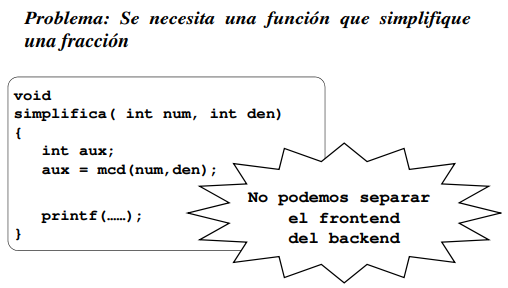 Problema: Se necesita una función que simplifique
una fracción
void
simplifica( int num, int den)
{
int aux;
aux = mcd(num,den);
printf(……);
}
No podemos separar
el frontend
del backend